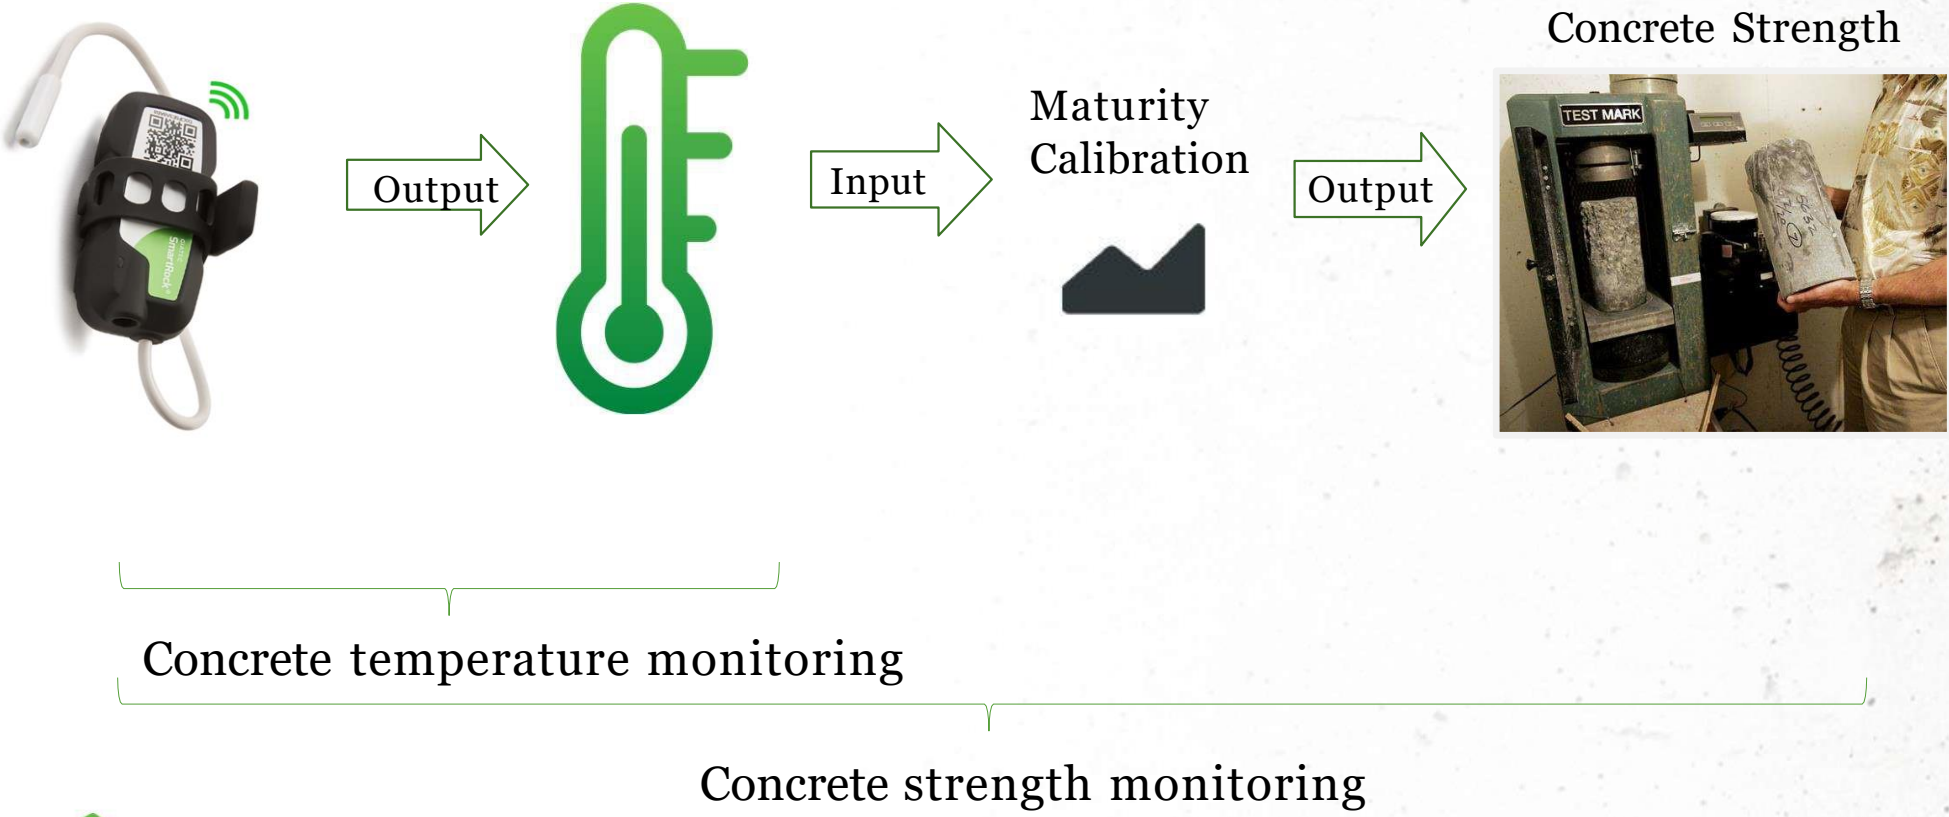 Concrete Strength
TEST MARK
SmartRock
Output
Input
Maturity
Calibration
Output
Concrete temperature monitoring
Concrete strength monitoring